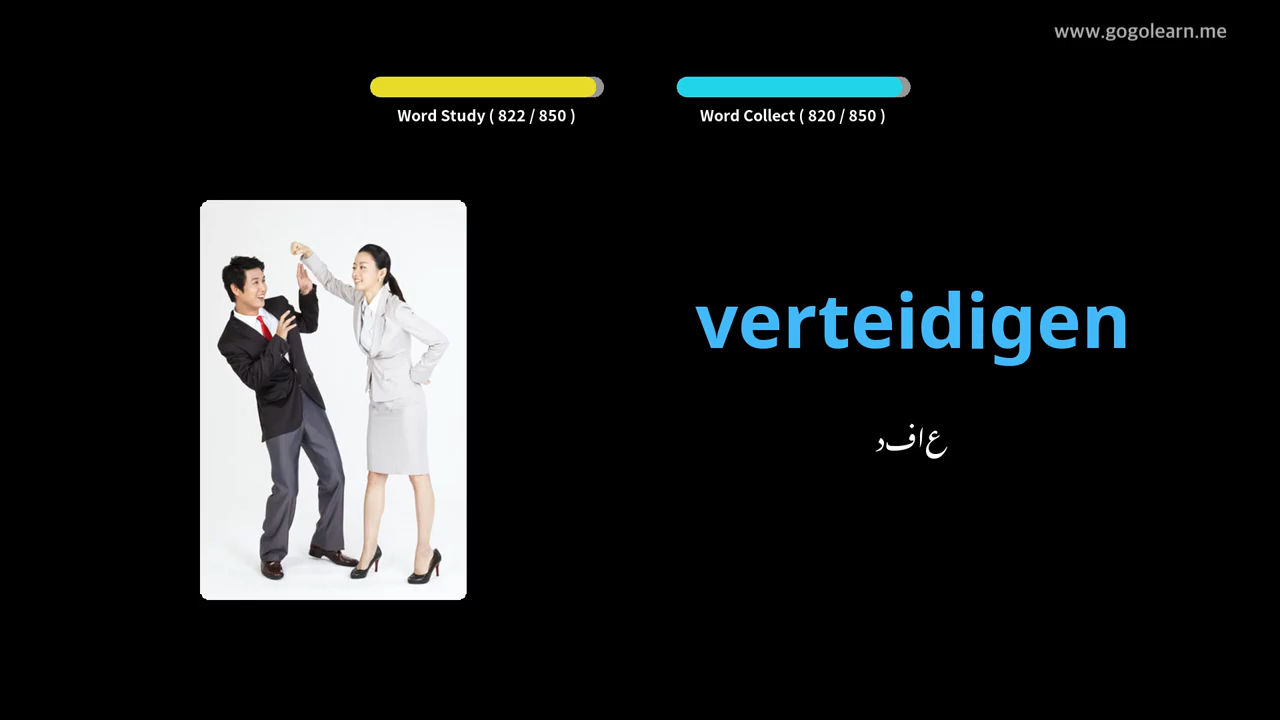 www.gogolearn.me
Word Study ( 822 / 850 )
Word Collect ( 820 / 850 )
verteidigen
دفاع